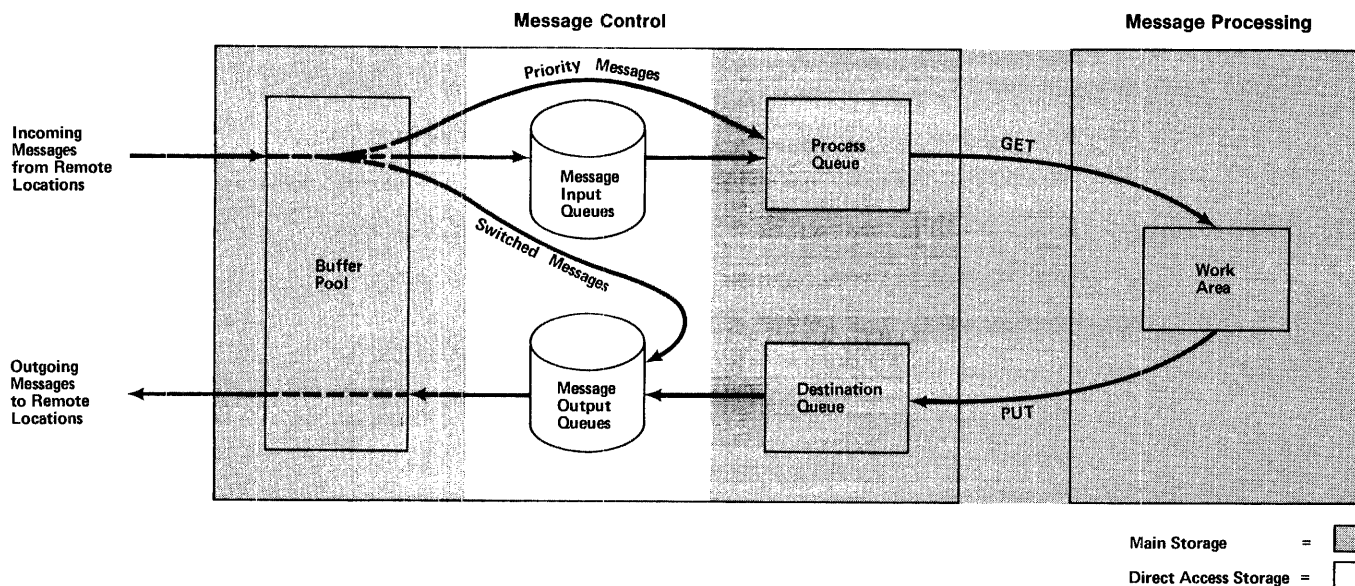 Message Control
Message Processing
Priority Messages
Incoming
Messages
from Remote
Locations
Message
Input
Queues
Process
Queue
GET
Switched Messages
Buffer
Pool
Work
Area
Outgoing
Messages
to Remote
Locations
Message
Output
Queues
Destination
Queue
PUT
Main Storage =
Direct Access Storage =